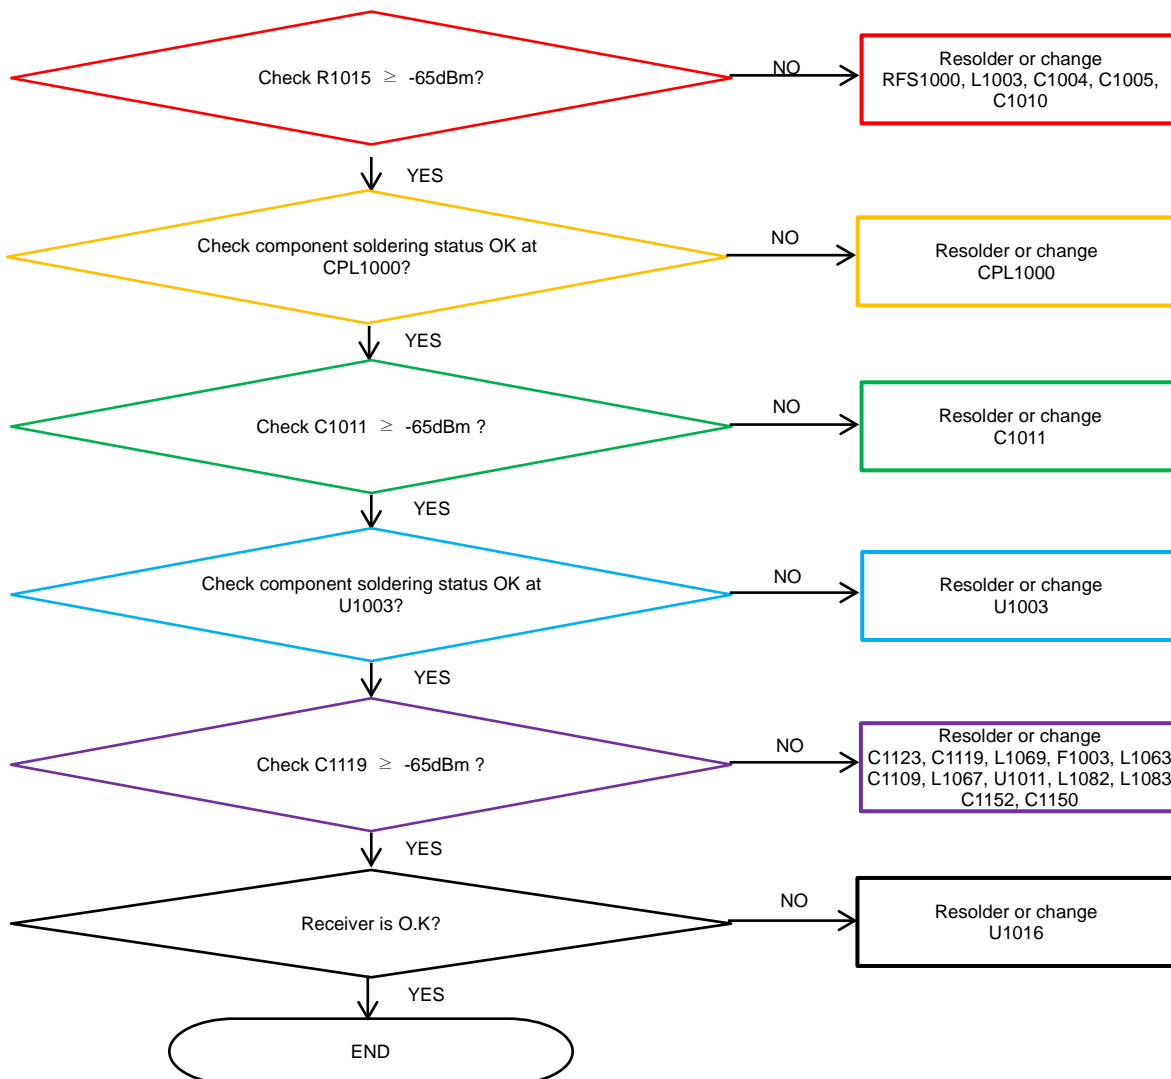 Check R1015 ≥ -65dBm?
NO
Resolder or change
RFS1000, L1003, C1004, C1005,
C1010
YES
Check component soldering status OK at
CPL1000?
NO
Resolder or change
CPL1000
YES
Check C1011 ≥ -65dBm ?
NO
Resolder or change
C1011
YES
Check component soldering status OK at
U1003?
NO
Resolder or change
U1003
YES
Check C1119 ≥ -65dBm ?
NO
Resolder or change
C1123, C1119, L1069, F1003, L1063
C1109, L1067, U1011, L1082, L1083
C1152, C1150
YES
Receiver is O.K?
NO
Resolder or change
U1016
YES
END